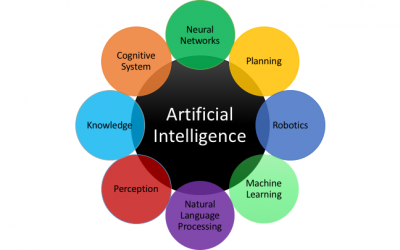 Neural
Networks
Cognitive
System
Planning
Artificial
Intelligence
Knowledge
Robotics
Perception
Machine
Learning
Natural
Language
Processing